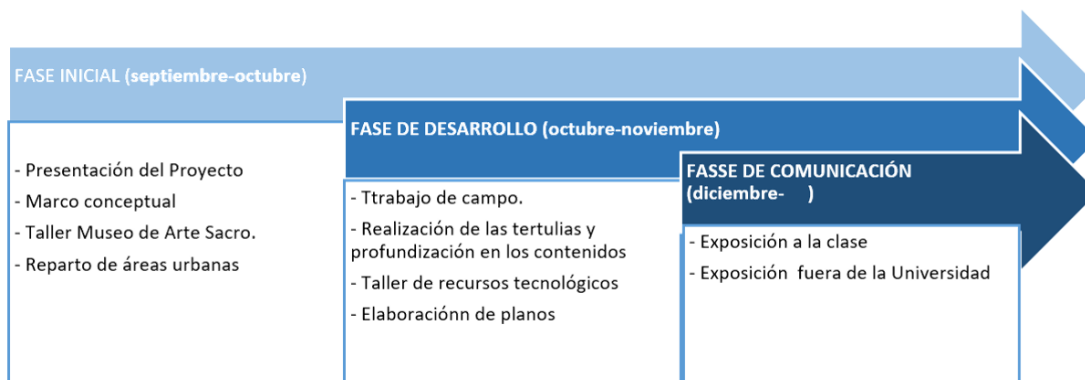 FASE INICIAL (septiembre-octubre)
- Presentación del Proyecto
- Marco conceptual
- Taller Museo de Arte Sacro.
- Reparto de áreas urbanas
FASE DE DESARROLLO (octubre-noviembre)
- Ttrabajo de campo.
- Realización de las tertulias y
profundización en los contenidos
- Taller de recursos tecnológicos
- Elaboraciónn de planos
FASSE DE COMUNICACIÓN
(diciembre-    )
- Exposición a la clase
- Exposición  fuera de la Universidad